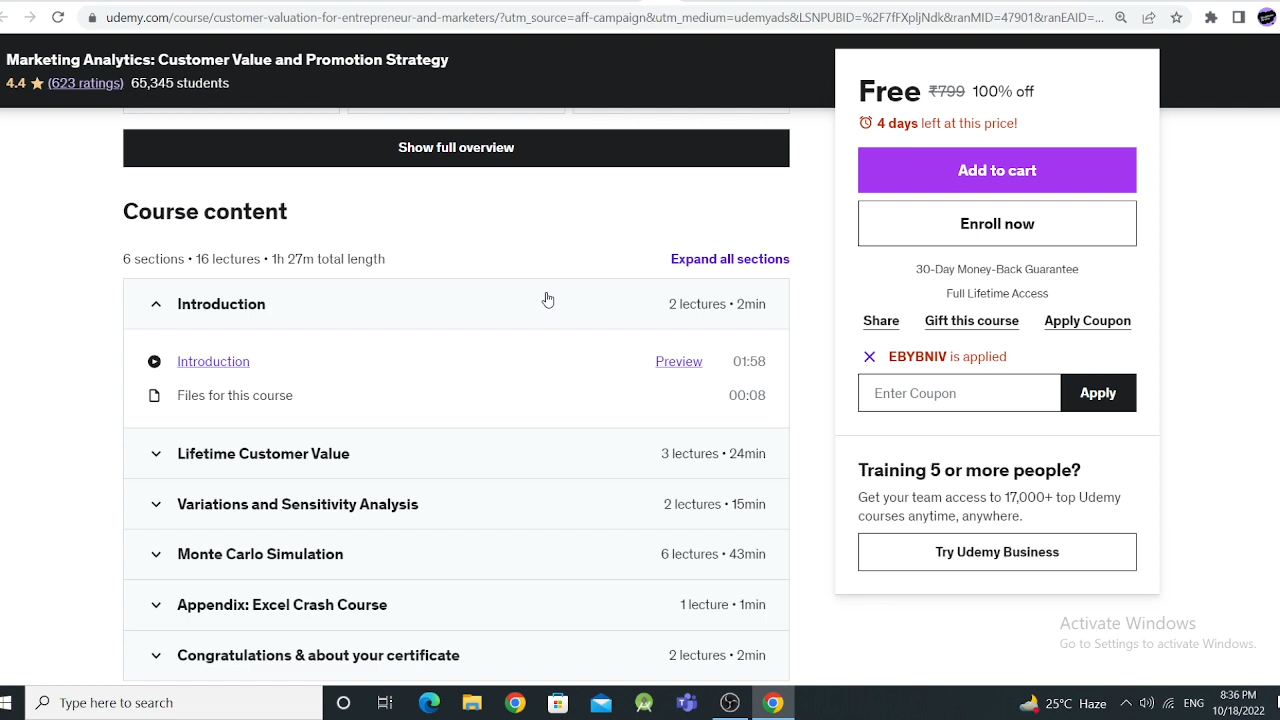 udemy.com/course/customer-valuation-for-entrepreneur-and-marketers/?utm_source=aff-campaign&utm_medium=udemyads&LSNPUBID=%2F7fFXpljNdk&ranMID=47901&ranEAID=...
Marketing Analytics: Customer Value and Promotion Strategy
4.4 (623 ratings) 65,345 students
Show full overview
Course content
6 sections • 16 lectures • 1h 27m total length
Expand all sections
Introduction 2 lectures • 2min
Introduction Preview 01:58
Files for this course 00:08
Lifetime Customer Value 3 lectures • 24min
Variations and Sensitivity Analysis 2 lectures • 15min
Monte Carlo Simulation 6 lectures • 43min
Appendix: Excel Crash Course 1 lecture • 1min
Congratulations & about your certificate 2 lectures • 2min
Free ₹799 100% off
4 days left at this price!
Add to cart
Enroll now
30-Day Money-Back Guarantee
Full Lifetime Access
Share Gift this course Apply Coupon
EBYBNIV is applied
Enter Coupon Apply
Training 5 or more people?
Get your team access to 17,000+ top Udemy
courses anytime, anywhere.
Try Udemy Business
Activate Windows
Go to Settings to activate Windows.
Type here to search
25°C Haze
ENG
8:36 PM
10/18/2022